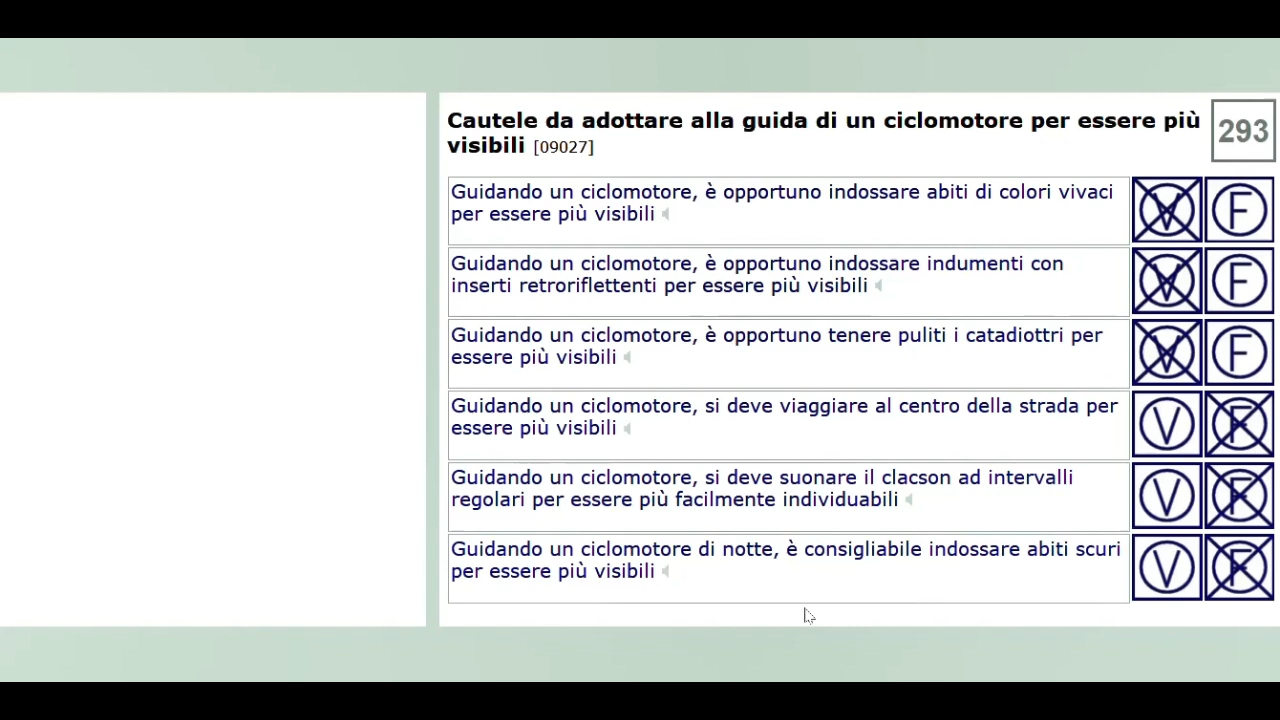 Cautele da adottare alla guida di un ciclomotore per essere più
visibili [09027]
293
Guidando un ciclomotore, è opportuno indossare abiti di colori vivaci
per essere più visibili
V F
Guidando un ciclomotore, è opportuno indossare indumenti con
inserti retroriflettenti per essere più visibili
V F
Guidando un ciclomotore, è opportuno tenere puliti i catadiottri per
essere più visibili
V F
Guidando un ciclomotore, si deve viaggiare al centro della strada per
essere più visibili
V F
Guidando un ciclomotore, si deve suonare il clacson ad intervalli
regolari per essere più facilmente individuabili
V F
Guidando un ciclomotore di notte, è consigliabile indossare abiti scuri
per essere più visibili
V F